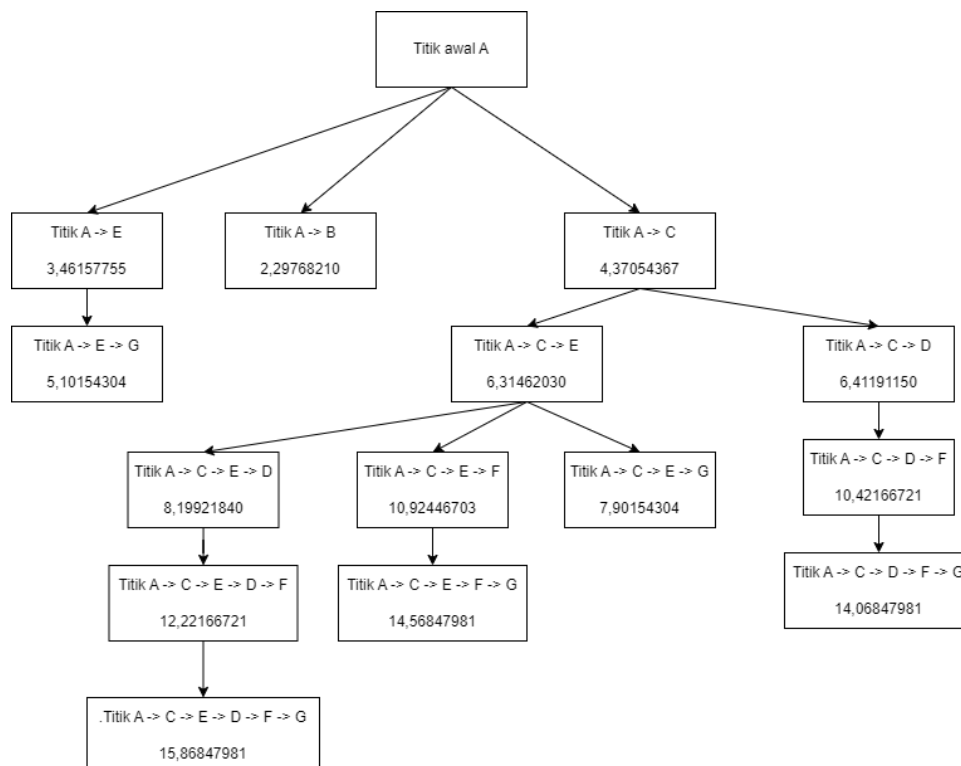 Titik awal A
Titik A -> E
3,46157755
Titik A -> B
2,29768210
Titik A -> C
4,37054367
Titik A -> E -> G
5,10154304
Titik A -> C -> E
6,31462030
Titik A -> C -> D
6,41191150
Titik A -> C -> E -> D
8,19921840
Titik A -> C -> E -> F
10,92446703
Titik A -> C -> E -> G
7,90154304
Titik A -> C -> D -> F
10,42166721
Titik A -> C -> E -> D -> F
12,22166721
Titik A -> C -> E -> F -> G
14,56847981
Titik A -> C -> D -> F -> G
14,06847981
.Titik A -> C -> E -> D -> F -> G
15,86847981